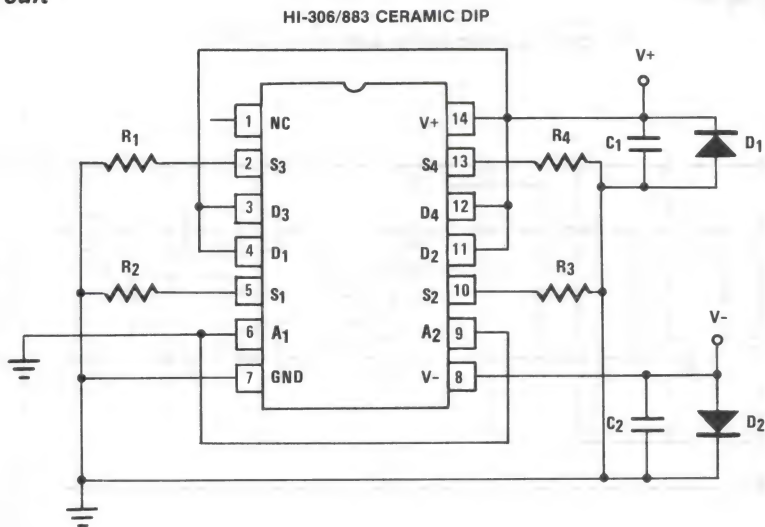 HI-306/883 CERAMIC DIP
V+
R1
1 NC
V+ 14
R4
C1
D1
2 S3
S4 13
3 D3
D4 12
4 D1
D2 11
R2
5 S1
S2 10
R3
6 A1
A2 9
V-
7 GND
V- 8
C2
D2